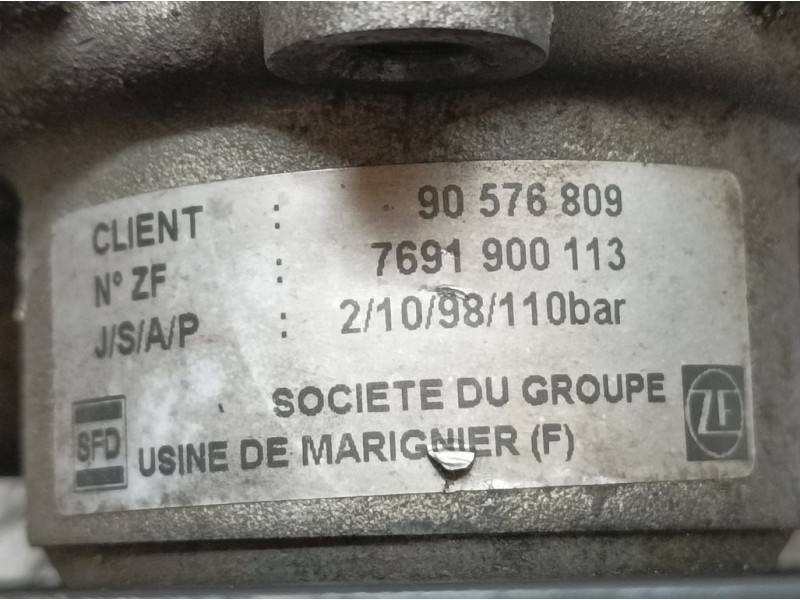 CLIENT : 90 576 809
N° ZF : 7691 900 113
J/S/A/P : 2/10/98/110bar
SOCIETE DU GROUPE ZF
SFD USINE DE MARIGNIER (F)